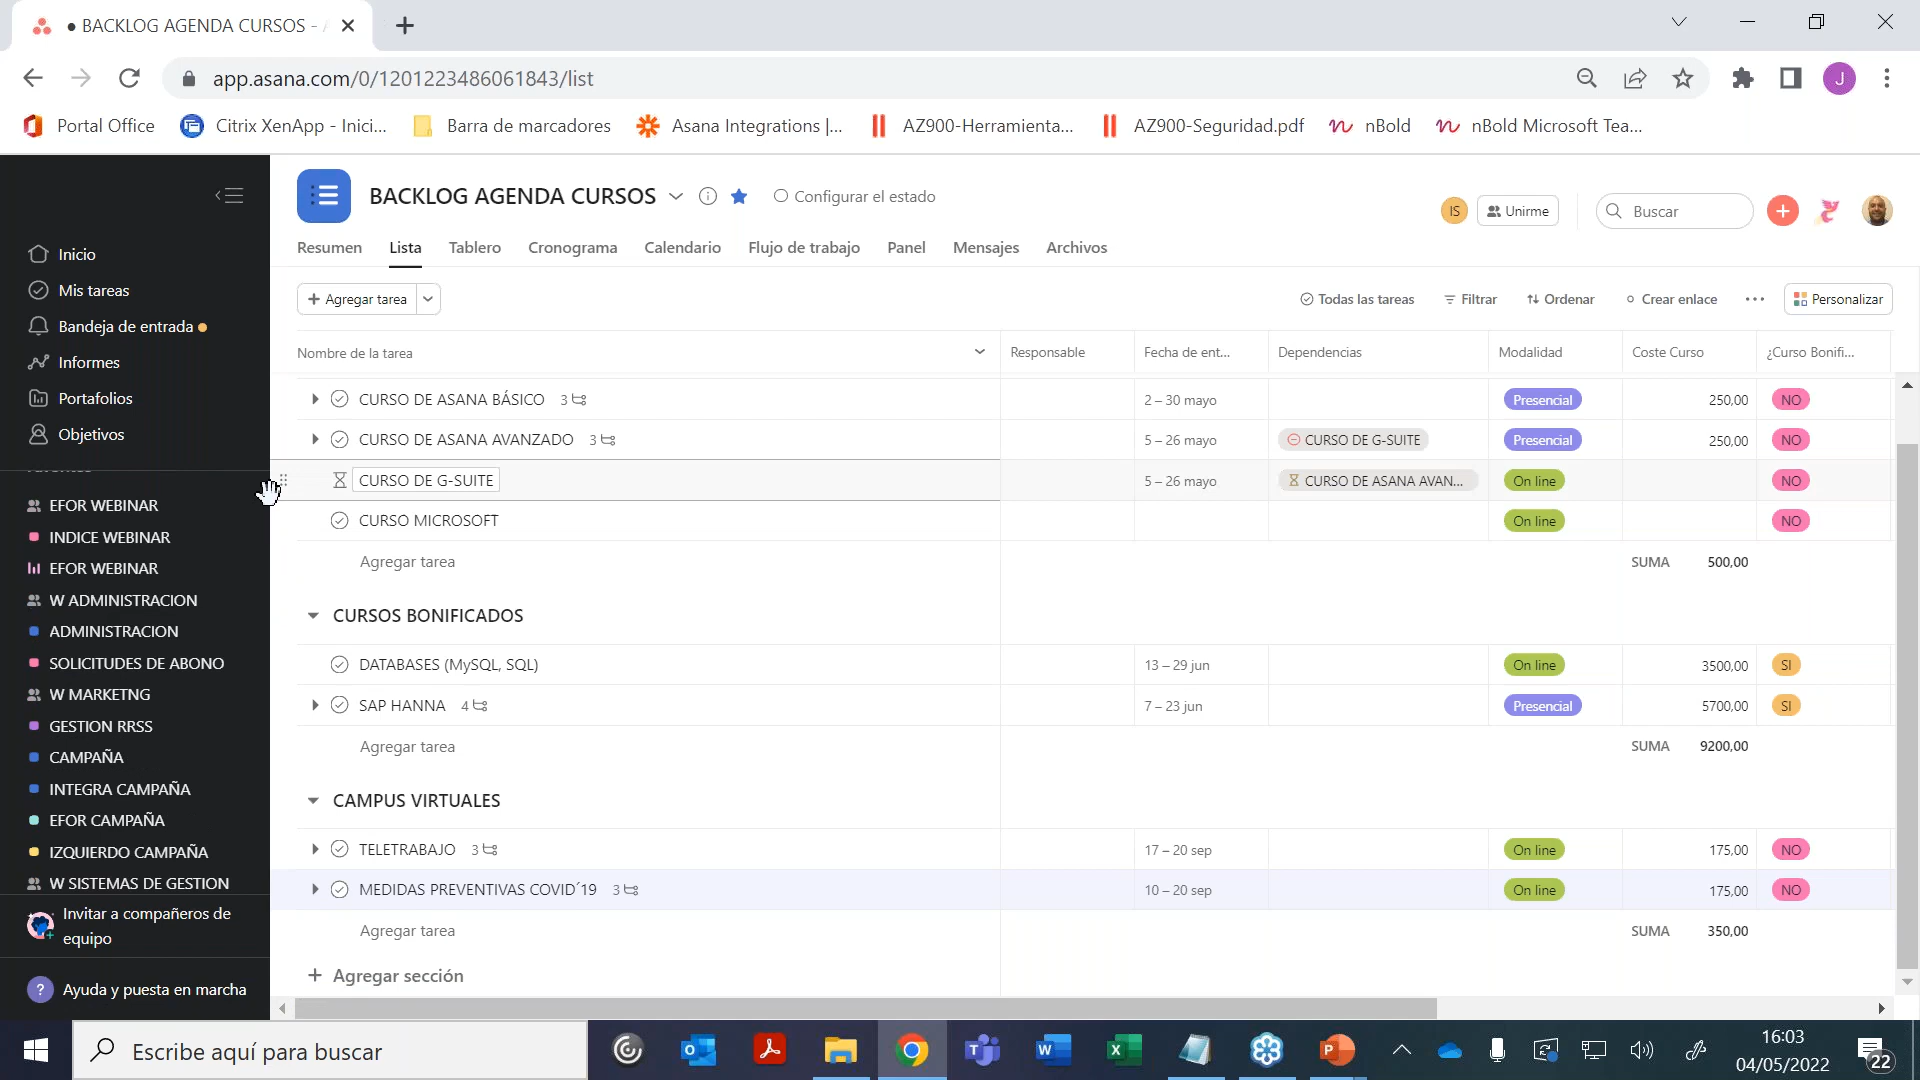 ● BACKLOG AGENDA CURSOS -
app.asana.com/0/1201223486061843/list
J
Portal Office
Citrix XenApp - Inici...
Barra de marcadores
Asana Integrations |...
AZ900-Herramienta...
AZ900-Seguridad.pdf
nBold
nBold Microsoft Tea...
BACKLOG AGENDA CURSOS
Configurar el estado
IS
Unirme
Buscar
Resumen
Lista
Tablero
Cronograma
Calendario
Flujo de trabajo
Panel
Mensajes
Archivos
Inicio
Mis tareas
Bandeja de entrada
Informes
Portafolios
Objetivos
EFOR WEBINAR
INDICE WEBINAR
EFOR WEBINAR
W ADMINISTRACION
ADMINISTRACION
SOLICITUDES DE ABONO
W MARKETNG
GESTION RRSS
CAMPAÑA
INTEGRA CAMPAÑA
EFOR CAMPAÑA
IZQUIERDO CAMPAÑA
W SISTEMAS DE GESTION
Invitar a compañeros de
equipo
? Ayuda y puesta en marcha
+ Agregar tarea
Todas las tareas
Filtrar
Ordenar
Crear enlace
Personalizar
Nombre de la tarea
Responsable
Fecha de ent...
Dependencias
Modalidad
Coste Curso
¿Curso Bonifi...
CURSO DE ASANA BÁSICO 3 2 – 30 mayo Presencial 250,00 NO
CURSO DE ASANA AVANZADO 3 5 – 26 mayo CURSO DE G-SUITE Presencial 250,00 NO
CURSO DE G-SUITE 5 – 26 mayo CURSO DE ASANA AVAN... On line NO
CURSO MICROSOFT On line NO
Agregar tarea SUMA 500,00
CURSOS BONIFICADOS
DATABASES (MySQL, SQL) 13 – 29 jun On line 3500,00 SI
SAP HANNA 4 7 – 23 jun Presencial 5700,00 SI
Agregar tarea SUMA 9200,00
CAMPUS VIRTUALES
TELETRABAJO 3 17 – 20 sep On line 175,00 NO
MEDIDAS PREVENTIVAS COVID´19 3 10 – 20 sep On line 175,00 NO
Agregar tarea SUMA 350,00
+ Agregar sección
Escribe aquí para buscar
16:03
04/05/2022
22